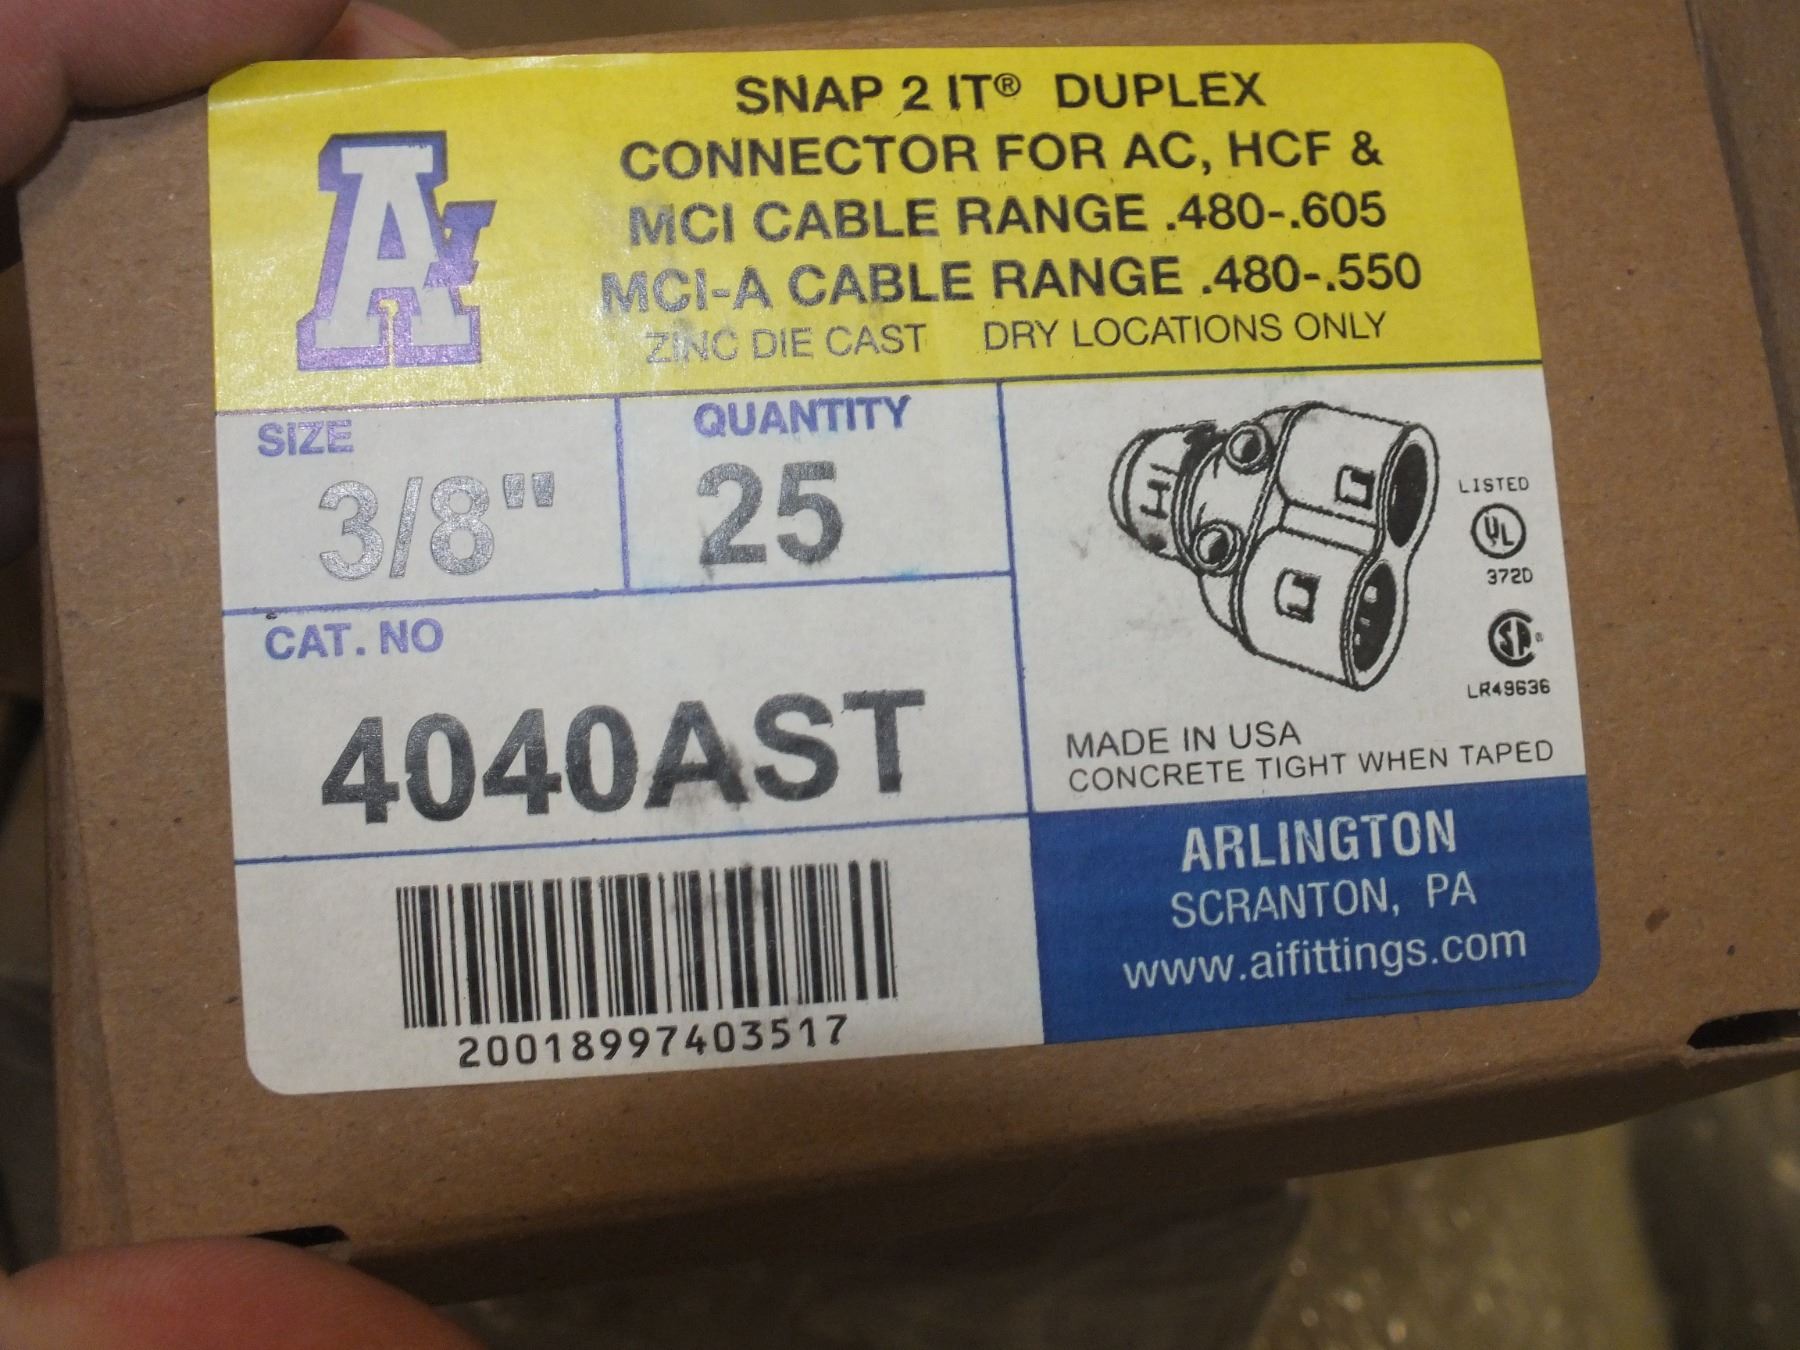 SNAP 2 IT® DUPLEX
CONNECTOR FOR AC, HCF &
MCI CABLE RANGE .480-.605
MCI-A CABLE RANGE .480-.550
ZINC DIE CAST DRY LOCATIONS ONLY
A
SIZE
3/8"
QUANTITY
25
LISTED
UL
372D
SA®
LR49636
CAT. NO
4040AST
MADE IN USA
CONCRETE TIGHT WHEN TAPED
ARLINGTON
SCRANTON, PA
www.aifittings.com
20018997403517